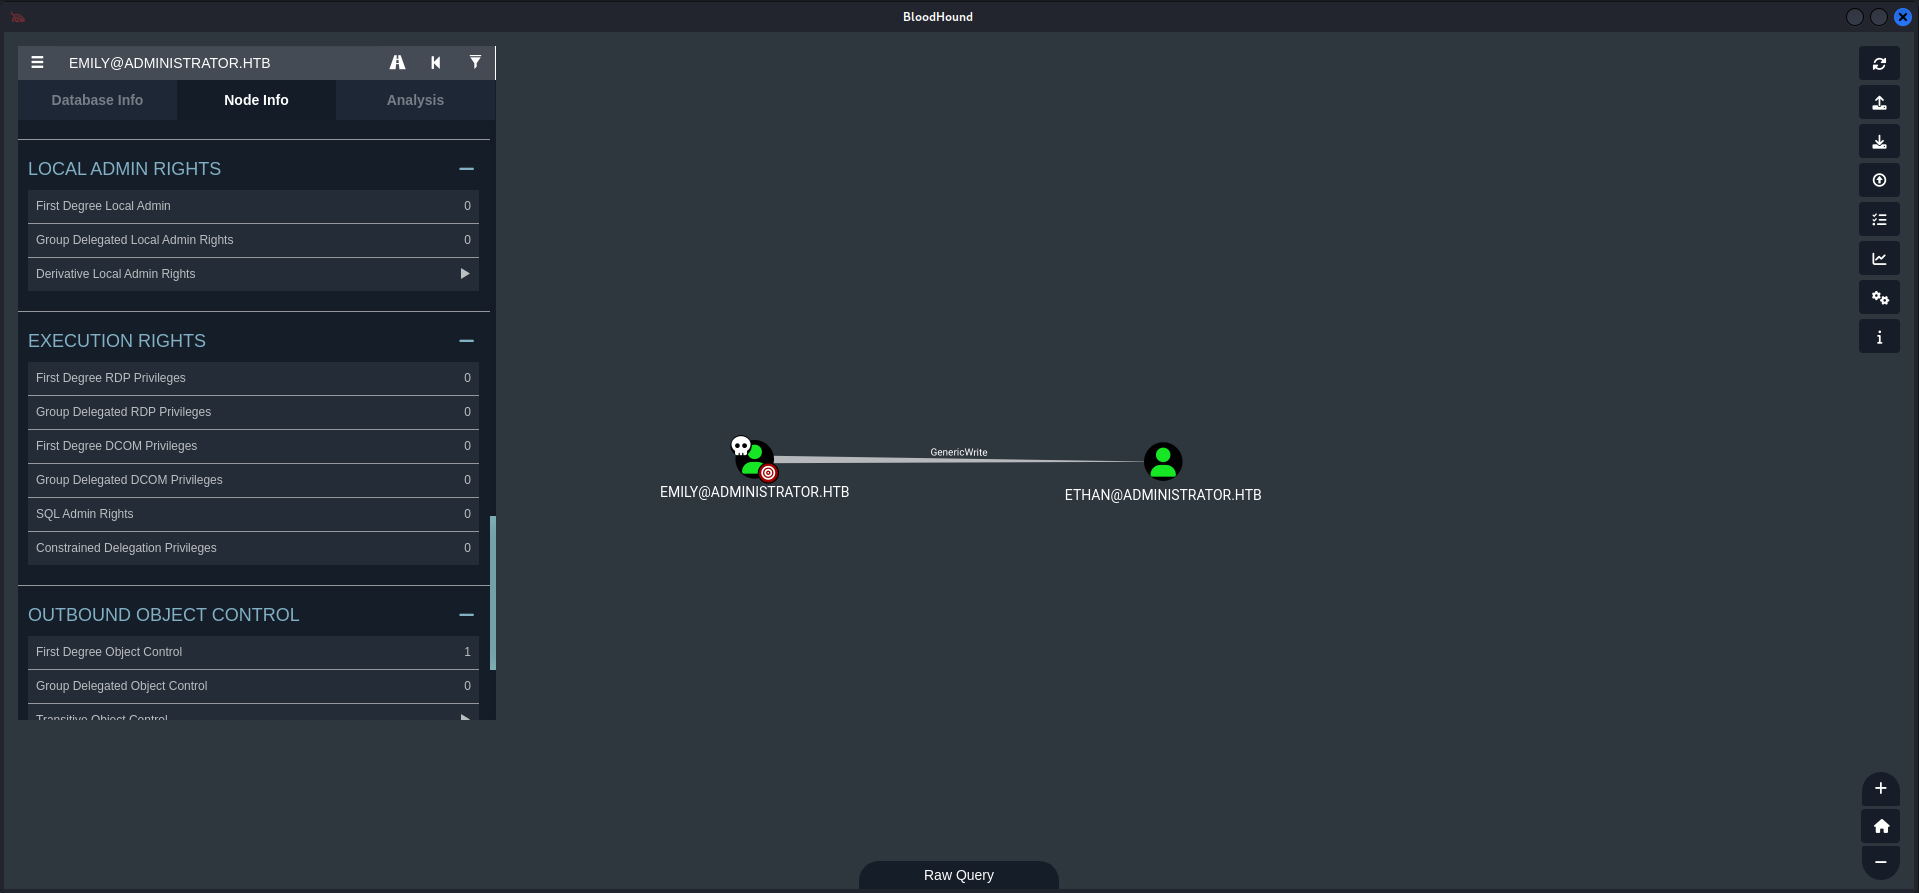 BloodHound
EMILY@ADMINISTRATOR.HTB
Database Info Node Info Analysis
LOCAL ADMIN RIGHTS
First Degree Local Admin 0
Group Delegated Local Admin Rights 0
Derivative Local Admin Rights
EXECUTION RIGHTS
First Degree RDP Privileges 0
Group Delegated RDP Privileges 0
First Degree DCOM Privileges 0
Group Delegated DCOM Privileges 0
SQL Admin Rights 0
Constrained Delegation Privileges 0
OUTBOUND OBJECT CONTROL
First Degree Object Control 1
Group Delegated Object Control 0
Transitive Object Control
GenericWrite
EMILY@ADMINISTRATOR.HTB
ETHAN@ADMINISTRATOR.HTB
Raw Query